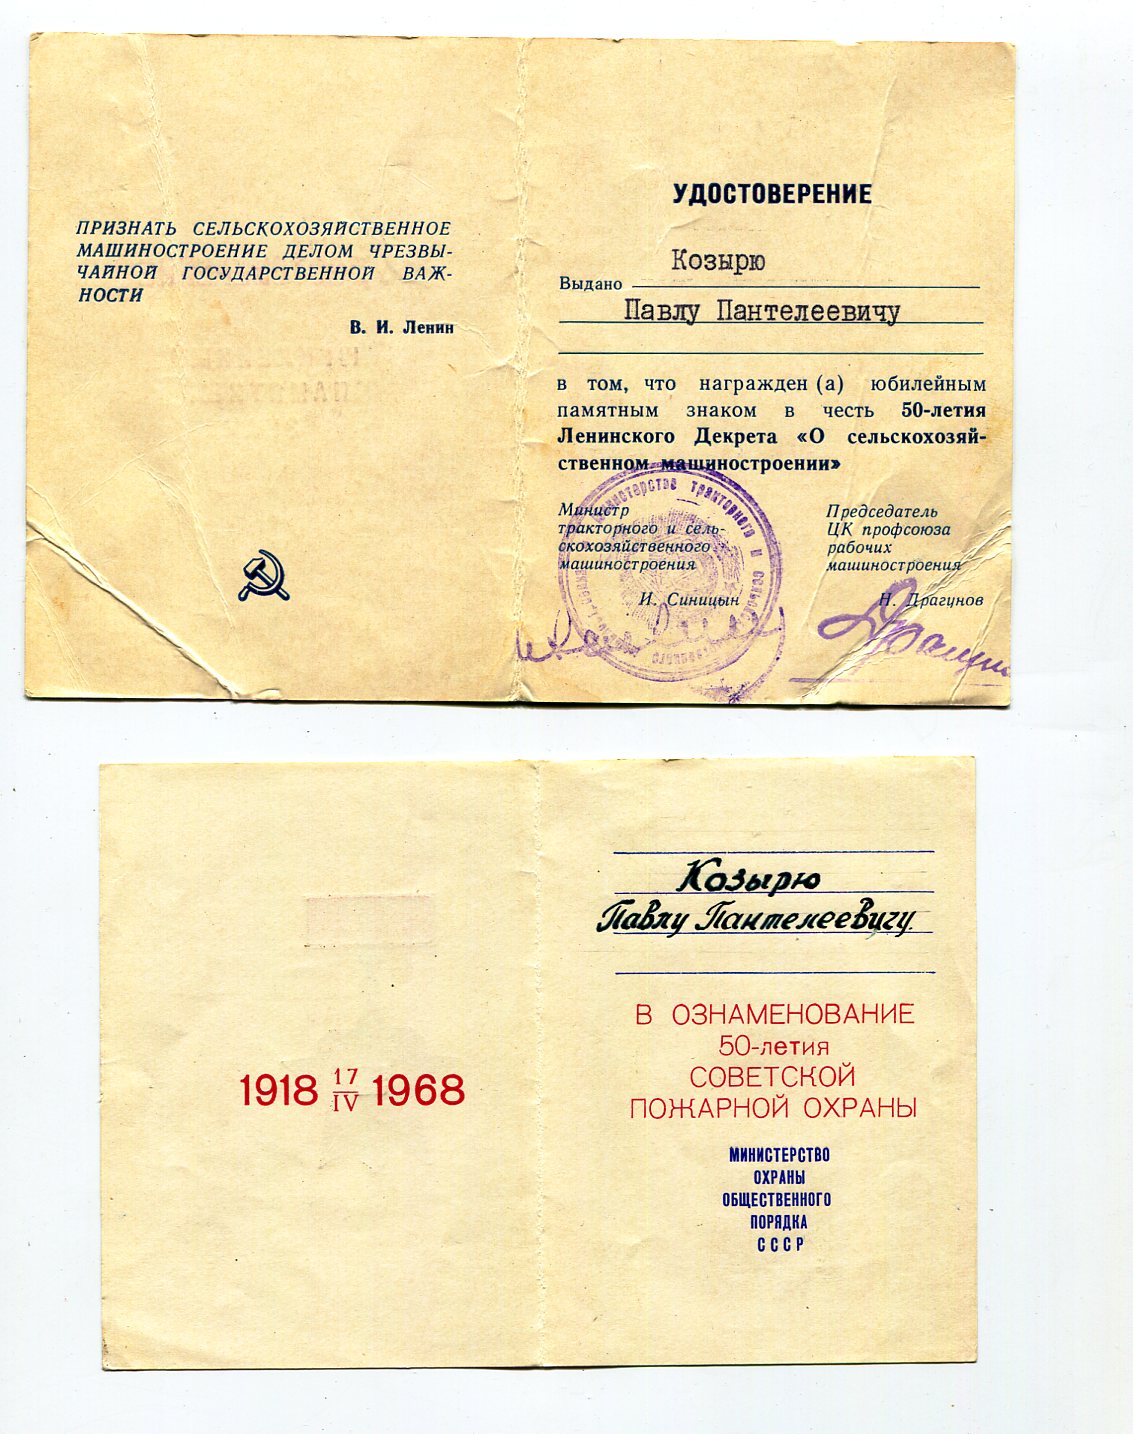 ПРИЗНАТЬ СЕЛЬСКОХОЗЯЙСТВЕННОЕ
МАШИНОСТРОЕНИЕ ДЕЛОМ ЧРЕЗВЫ-
ЧАЙНОЙ ГОСУДАРСТВЕННОЙ ВАЖ-
НОСТИ
В. И. Ленин
УДОСТОВЕРЕНИЕ
Козырю
Выдано
Павлу Пантелеевичу
в том, что награжден (а) юбилейным
памятным знаком в честь 50-летия
Ленинского Декрета «О сельскохозяй-
ственном машиностроении»
Министр
тракторного и сель-
скохозяйственного
машиностроения
И. Синицын
Председатель
ЦК профсоюза
рабочих
машиностроения
Н. Драгунов
Министерство тракторного и сельско
1918 17/IV 1968
Козырю
Павлу Пантелеевичу.
В ОЗНАМЕНОВАНИЕ
50-летия
СОВЕТСКОЙ
ПОЖАРНОЙ ОХРАНЫ
МИНИСТЕРСТВО
ОХРАНЫ
ОБЩЕСТВЕННОГО
ПОРЯДКА
СССР